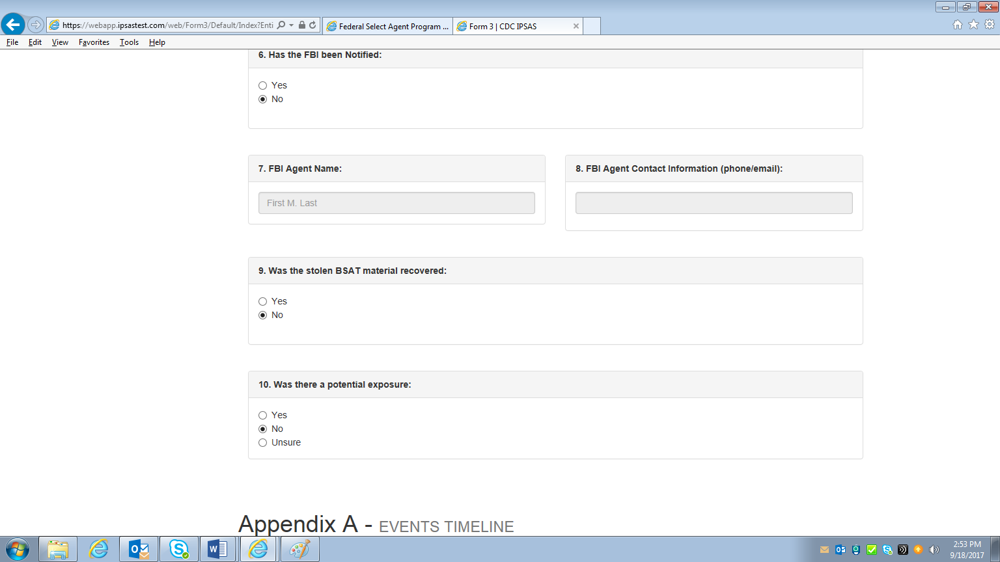 https://webapp.ipsastest.com/web/Form3/Default/Index?Enti
Federal Select Agent Program ...
Form 3 | CDC IPSAS
File Edit View Favorites Tools Help
6. Has the FBI been Notified:
Yes
No
7. FBI Agent Name:
First M. Last
8. FBI Agent Contact Information (phone/email):
9. Was the stolen BSAT material recovered:
Yes
No
10. Was there a potential exposure:
Yes
No
Unsure
Appendix A - EVENTS TIMELINE
2:53 PM
9/18/2017